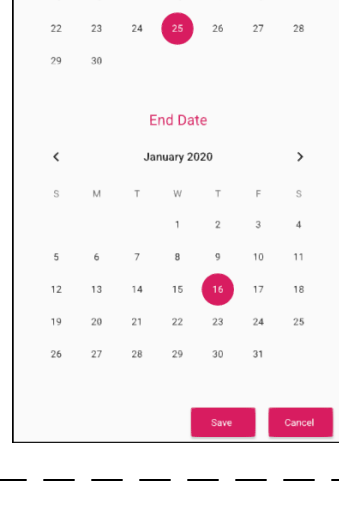 22 23 24 25 26 27 28
29 30
End Date
January 2020
S M T W T F S
1 2 3 4
5 6 7 8 9 10 11
12 13 14 15 16 17 18
19 20 21 22 23 24 25
26 27 28 29 30 31
Save Cancel